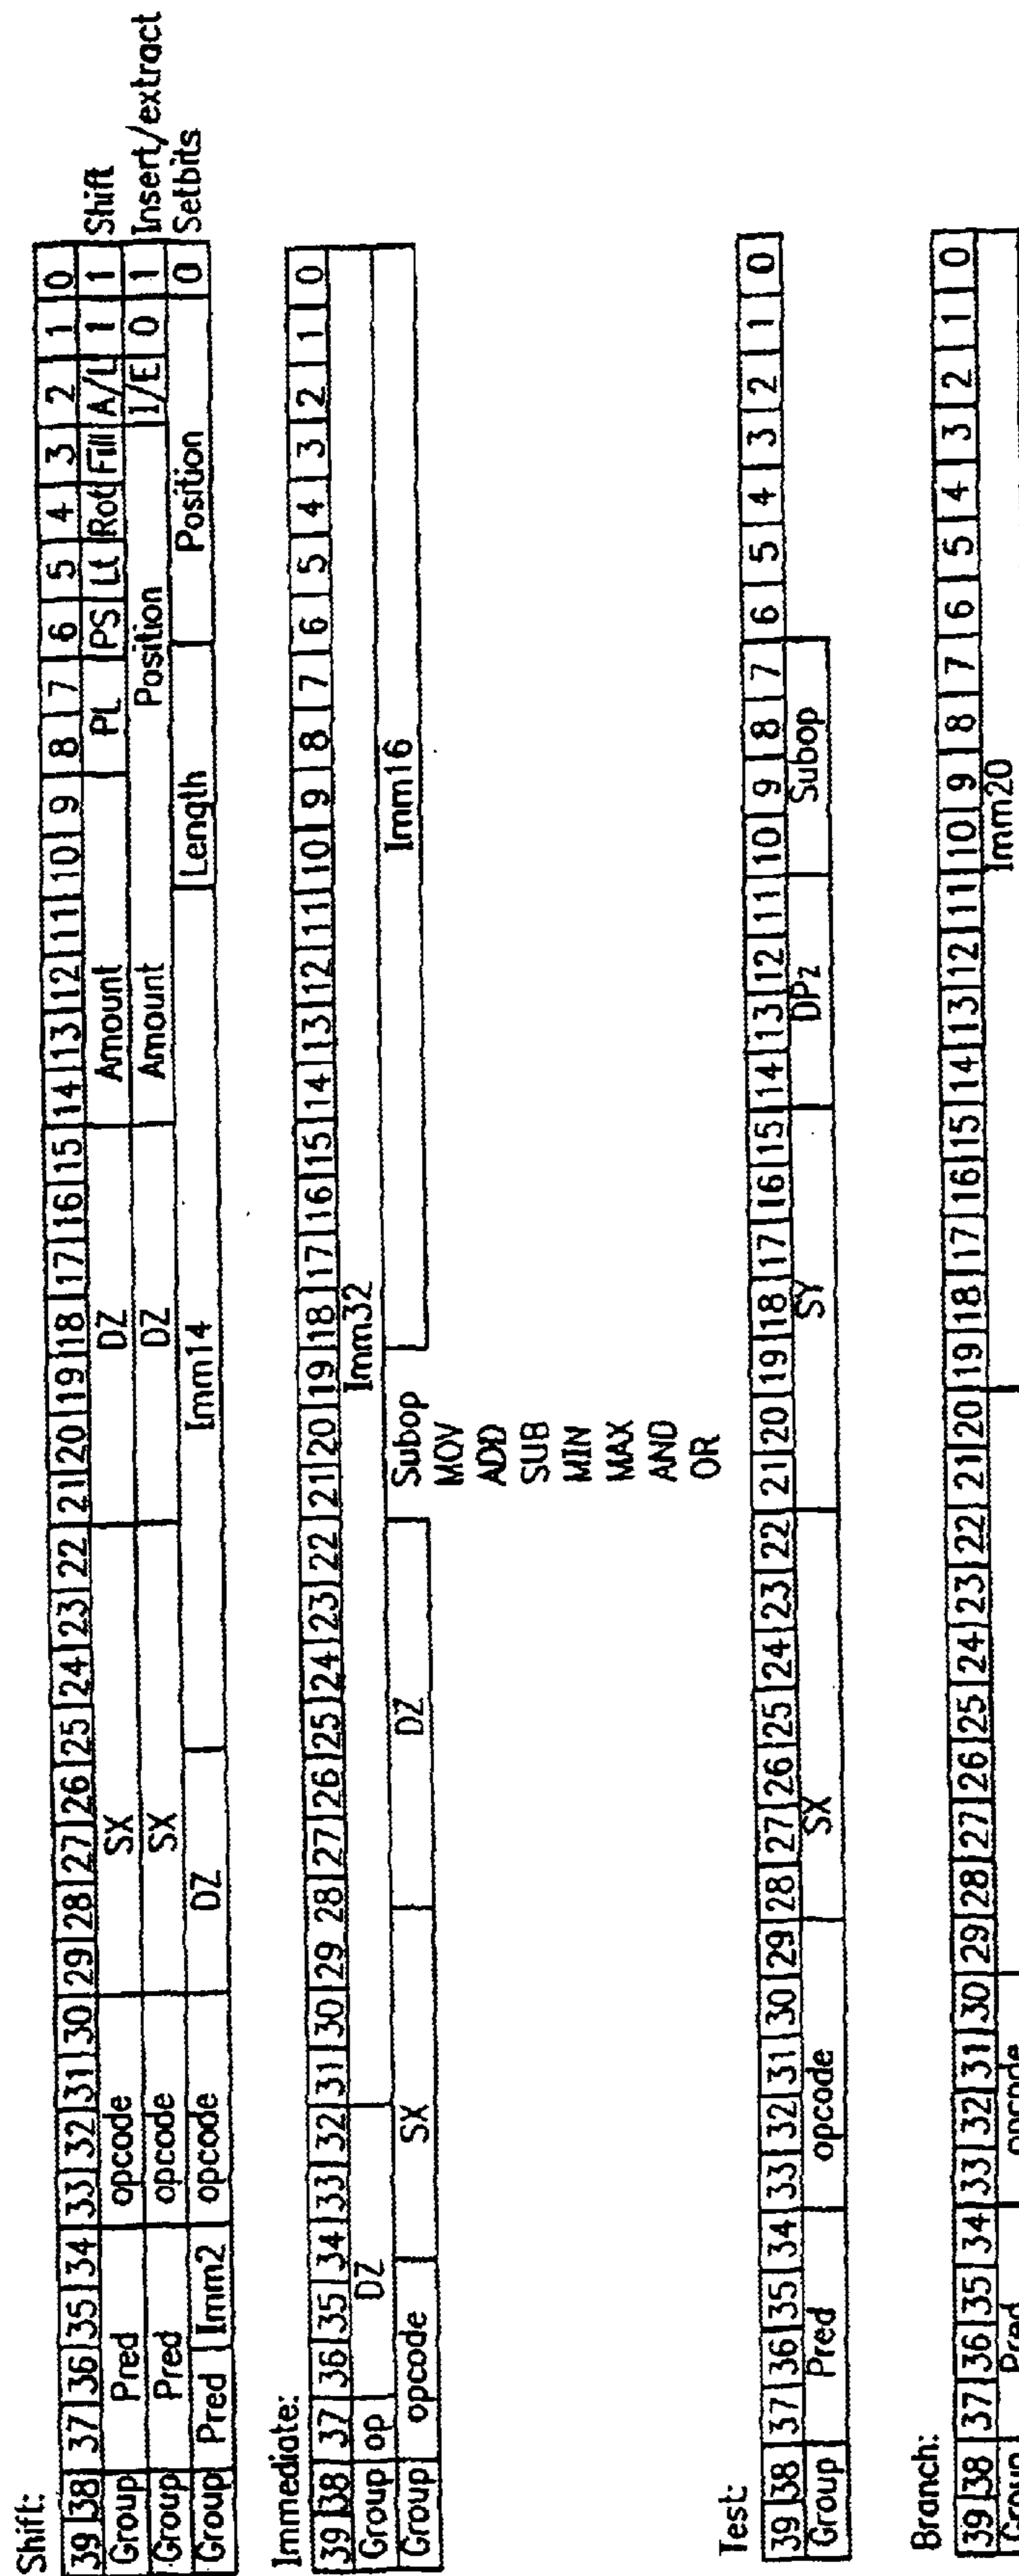 Shift:
39 38 37 36 35 34 33 32 31 30 29 28 27 26 25 24 23 22 21 20 19 18 17 16 15 14 13 12 11 10 9 8 7 6 5 4 3 2 1 0
Group Pred opcode SX DZ Amount PL PS Lt Rot Fill A/L 1 1 Shift
Group Pred opcode SX DZ Amount Position I/E 0 1 Insert/extract
Group Pred Imm2 opcode DZ Imm14 Length Position 0 Setbits
Immediate:
39 38 37 36 35 34 33 32 31 30 29 28 27 26 25 24 23 22 21 20 19 18 17 16 15 14 13 12 11 10 9 8 7 6 5 4 3 2 1 0
Group op DZ Imm32
Group opcode SX DZ Subop Imm16
MOV
ADD
SUB
MIN
MAX
AND
OR
Test:
39 38 37 36 35 34 33 32 31 30 29 28 27 26 25 24 23 22 21 20 19 18 17 16 15 14 13 12 11 10 9 8 7 6 5 4 3 2 1 0
Group Pred opcode SX SY DPz Subop
Branch:
39 38 37 36 35 34 33 32 31 30 29 28 27 26 25 24 23 22 21 20 19 18 17 16 15 14 13 12 11 10 9 8 7 6 5 4 3 2 1 0
Group Pred opcode Imm20